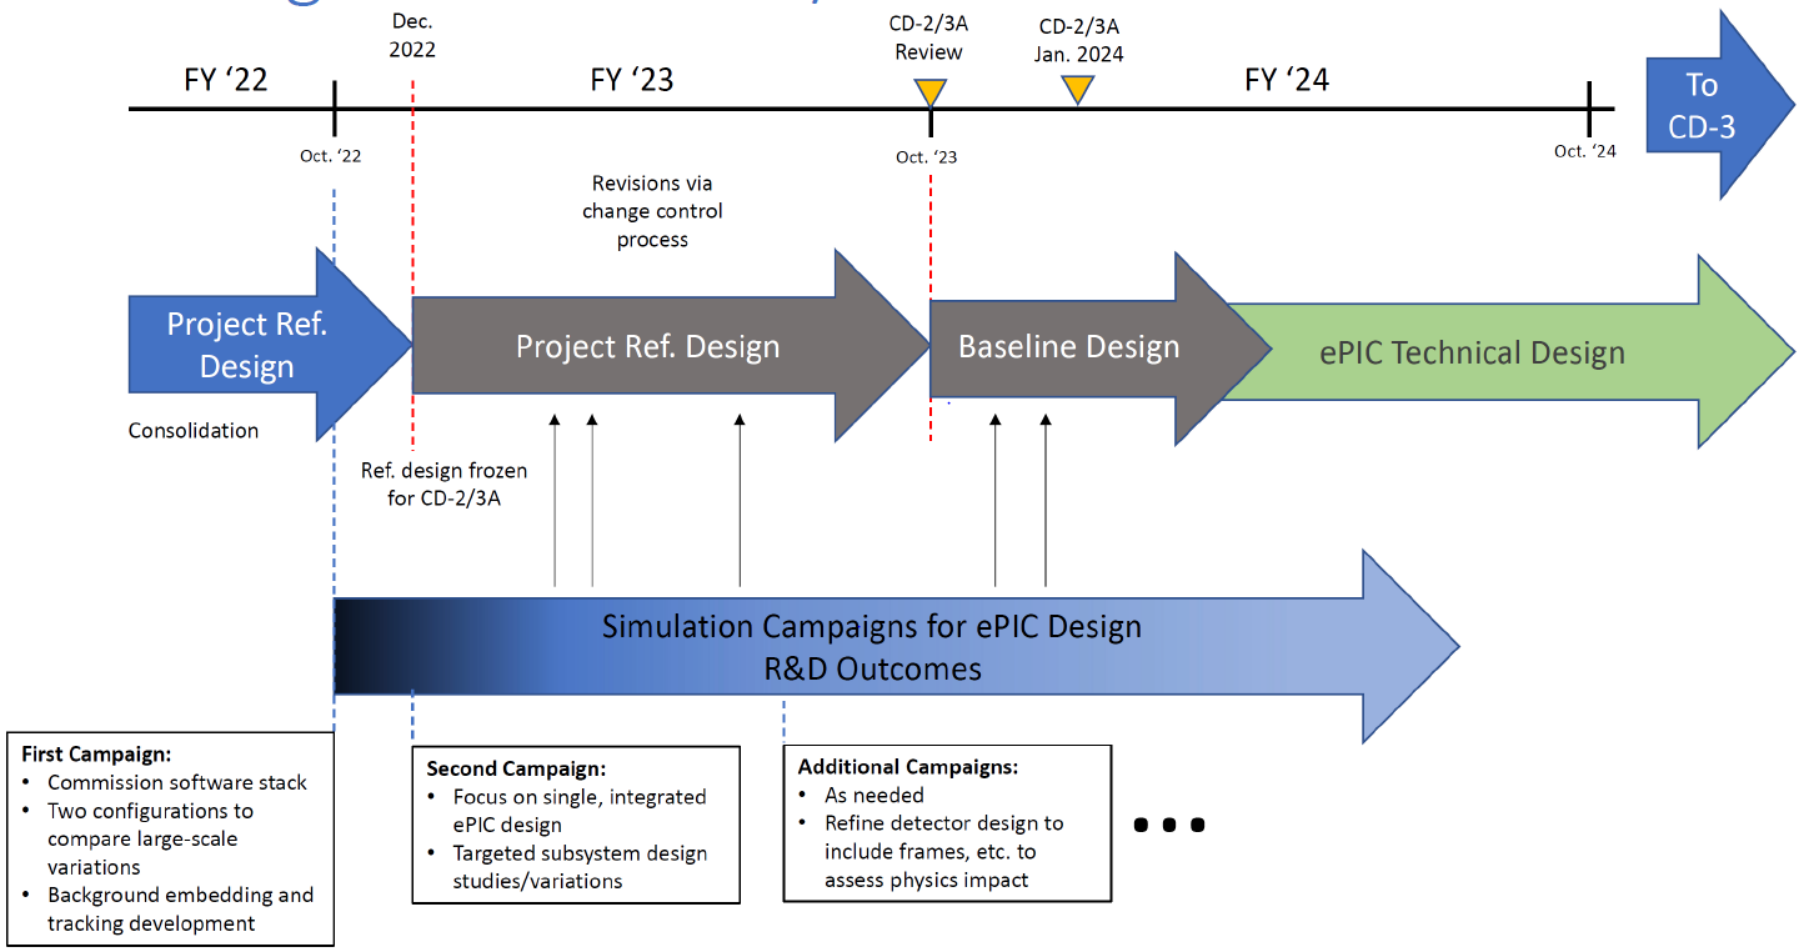 Dec.
2022
CD-2/3A
Review
CD-2/3A
Jan. 2024
FY ‘22
FY ‘23
FY ‘24
To
CD-3
Oct. ‘22
Oct. ‘23
Oct. ‘24
Revisions via
change control
process
Project Ref.
Design
Project Ref. Design
Baseline Design
ePIC Technical Design
Consolidation
Ref. design frozen
for CD-2/3A
Simulation Campaigns for ePIC Design
R&D Outcomes
First Campaign:
• Commission software stack
• Two configurations to
compare large-scale
variations
• Background embedding and
tracking development
Second Campaign:
• Focus on single, integrated
ePIC design
• Targeted subsystem design
studies/variations
Additional Campaigns:
• As needed
• Refine detector design to
include frames, etc. to
assess physics impact
• • •